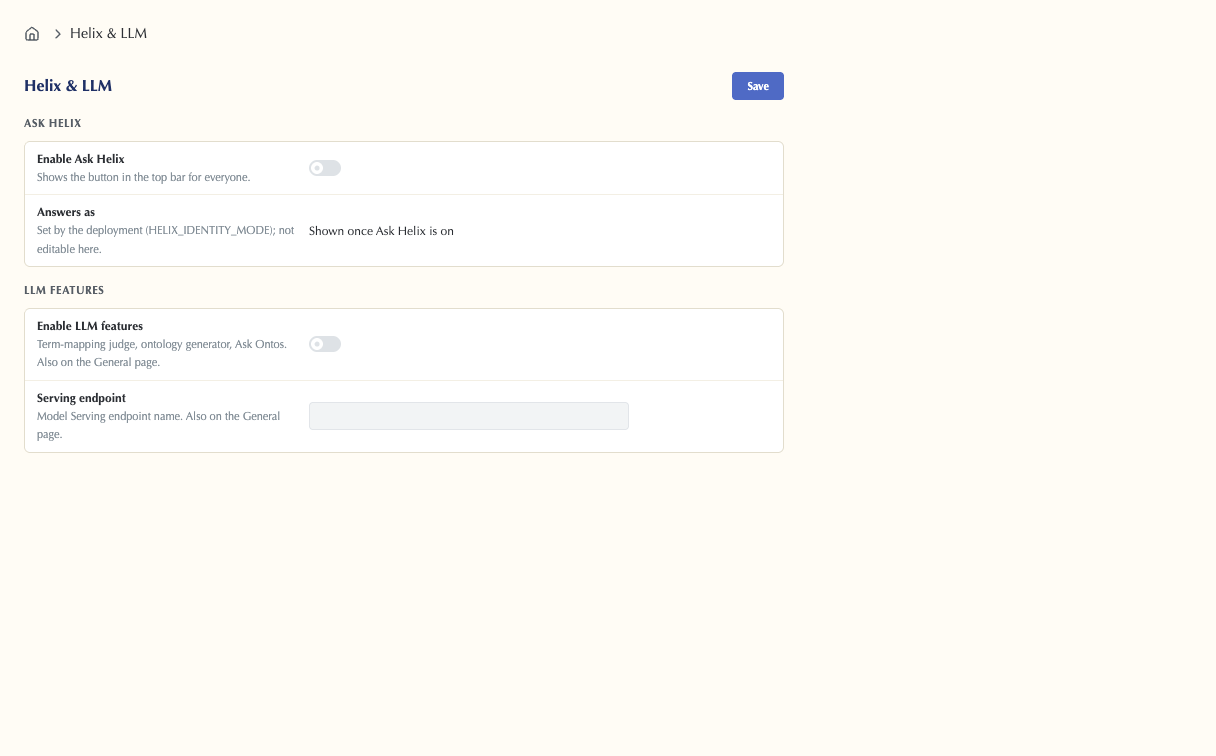 Helix & LLM
Helix & LLM
Save
ASK HELIX
Enable Ask Helix
Shows the button in the top bar for everyone.
Answers as
Set by the deployment (HELIX_IDENTITY_MODE); not
editable here.
Shown once Ask Helix is on
LLM FEATURES
Enable LLM features
Term-mapping judge, ontology generator, Ask Ontos.
Also on the General page.
Serving endpoint
Model Serving endpoint name. Also on the General
page.